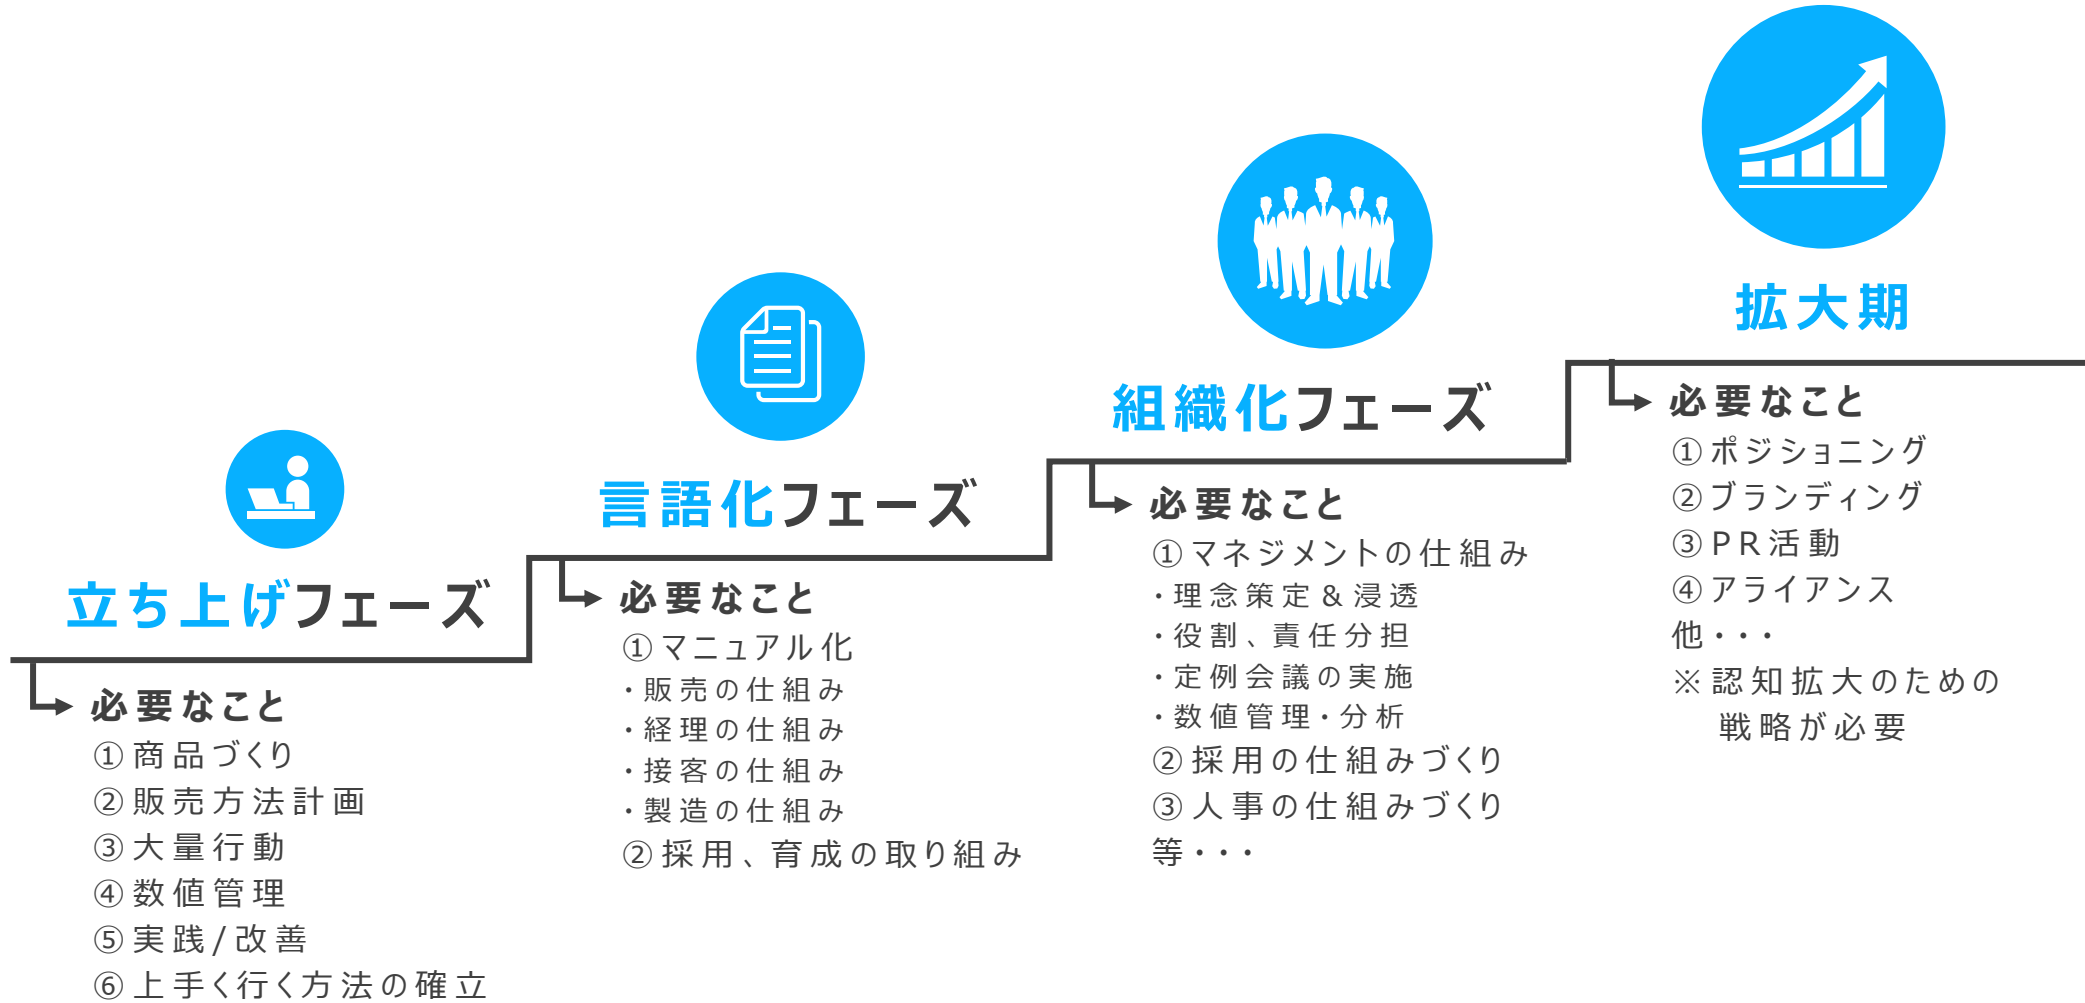 立ち上げフェーズ
必要なこと
①商品づくり
②販売方法計画
③大量行動
④数値管理
⑤実践/改善
⑥上手く行く方法の確立
言語化フェーズ
必要なこと
①マニュアル化
・販売の仕組み
・経理の仕組み
・接客の仕組み
・製造の仕組み
②採用、育成の取り組み
組織化フェーズ
必要なこと
①マネジメントの仕組み
・理念策定&浸透
・役割、責任分担
・定例会議の実施
・数値管理・分析
②採用の仕組みづくり
③人事の仕組みづくり
等・・・
拡大期
必要なこと
①ポジショニング
②ブランディング
③PR活動
④アライアンス
他・・・
※認知拡大のための
戦略が必要